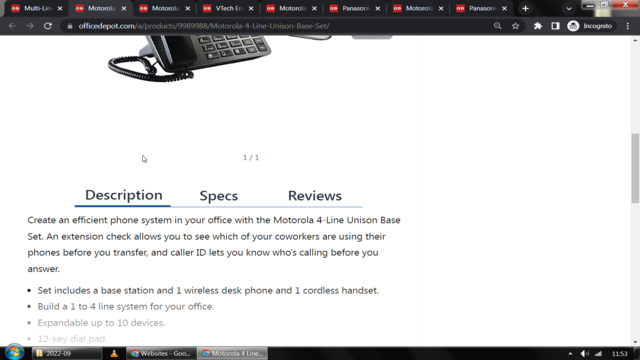 Multi-Lin
Motorola
Motorola
VTech Eri
Motorola
Panasoni
Motorola
Panasoni
officedepot.com/a/products/9989988/Motorola-4-Line-Unison-Base-Set/
Incognito
1 / 1
Description Specs Reviews
Create an efficient phone system in your office with the Motorola 4-Line Unison Base
Set. An extension check allows you to see which of your coworkers are using their
phones before you transfer, and caller ID lets you know who's calling before you
answer.
Set includes a base station and 1 wireless desk phone and 1 cordless handset.
Build a 1 to 4 line system for your office.
Expandable up to 10 devices.
12-key dial pad.
2022-09
Websites - Goo...
Motorola 4 Line...
11:53